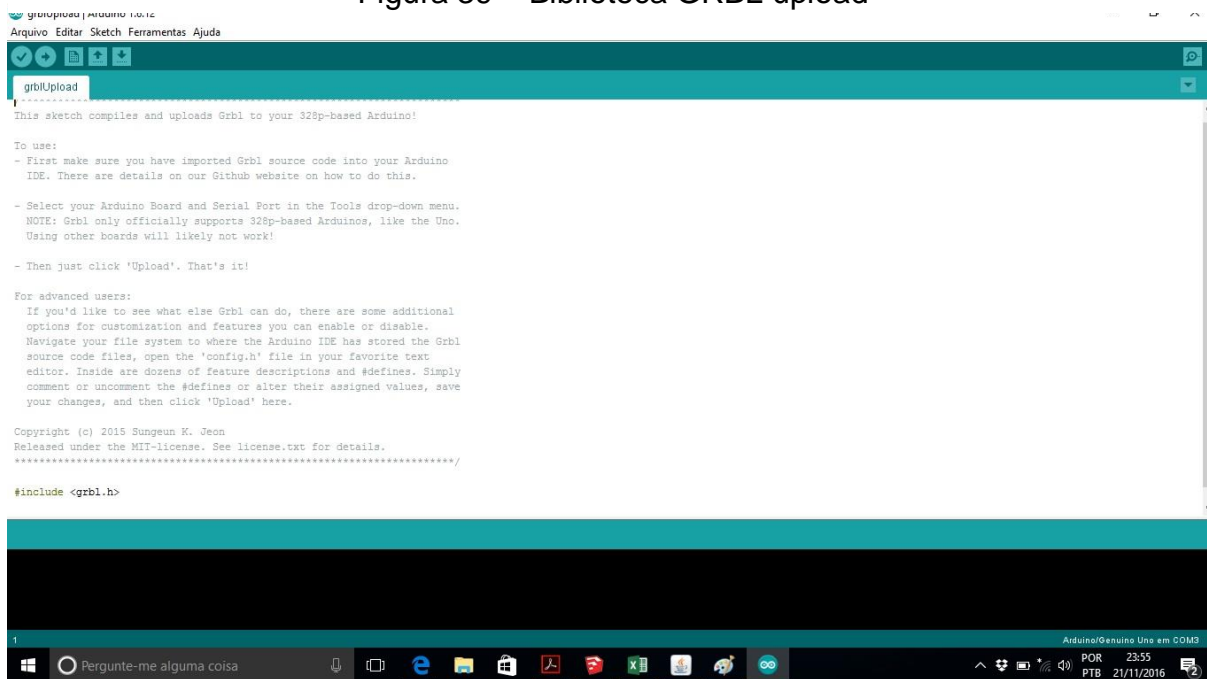 Figura 30 – Biblioteca GRBL upload
grblUpload | Arduino 1.6.12
Arquivo Editar Sketch Ferramentas Ajuda
grblUpload
This sketch compiles and uploads Grbl to your 328p-based Arduino!
To use:
- First make sure you have imported Grbl source code into your Arduino
IDE. There are details on our Github website on how to do this.
- Select your Arduino Board and Serial Port in the Tools drop-down menu.
NOTE: Grbl only officially supports 328p-based Arduinos, like the Uno.
Using other boards will likely not work!
- Then just click 'Upload'. That's it!
For advanced users:
If you'd like to see what else Grbl can do, there are some additional
options for customization and features you can enable or disable.
Navigate your file system to where the Arduino IDE has stored the Grbl
source code files, open the 'config.h' file in your favorite text
editor. Inside are dozens of feature descriptions and #defines. Simply
comment or uncomment the #defines or alter their assigned values, save
your changes, and then click 'Upload' here.
Copyright (c) 2015 Sungeun K. Jeon
Released under the MIT-license. See license.txt for details.
***********************************************************************/
#include <grbl.h>
1
Arduino/Genuino Uno em COM3
Pergunte-me alguma coisa
POR 23:55
PTB 21/11/2016
2